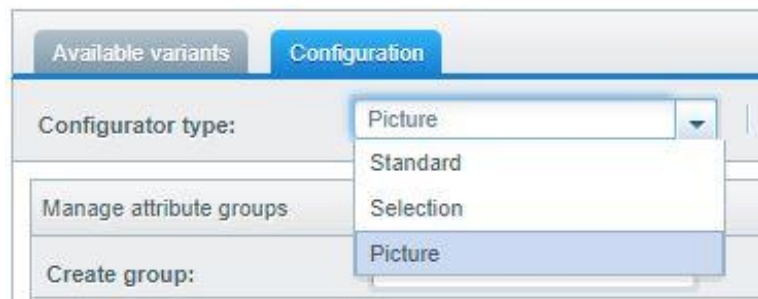 Available variants Configuration
Configurator type: Picture
Standard
Manage attribute groups Selection
Picture
Create group: